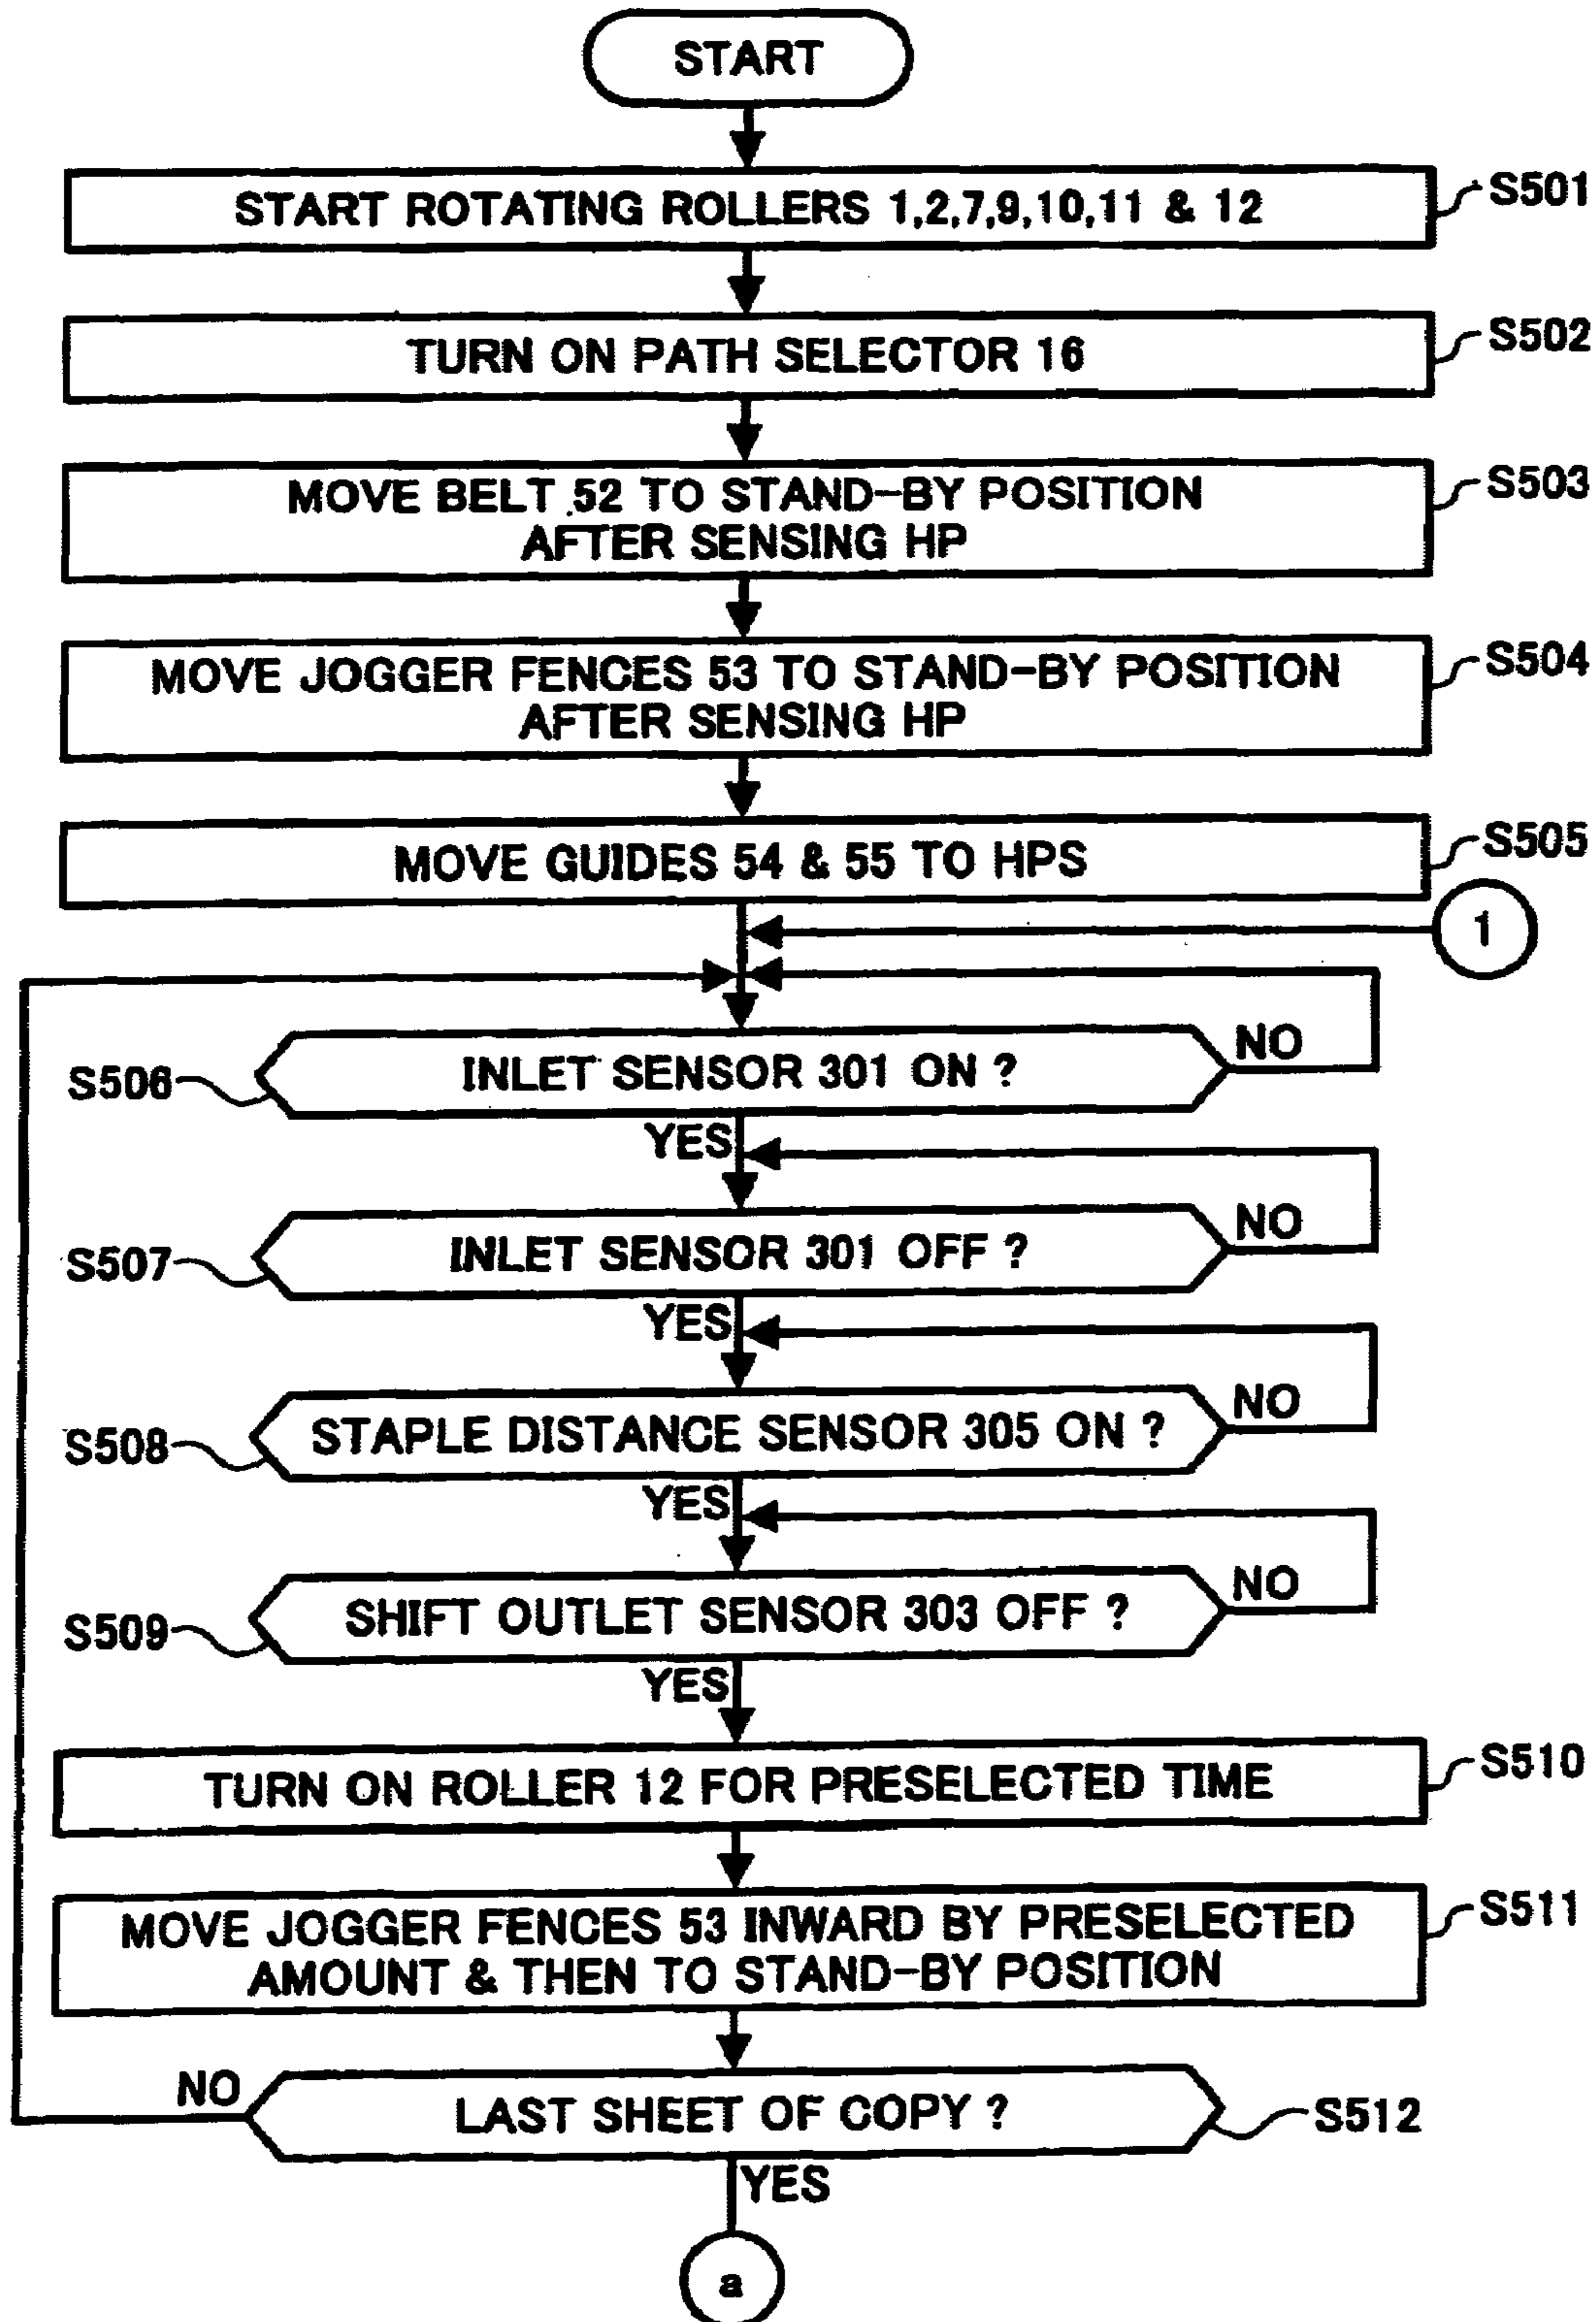 START
START ROTATING ROLLERS 1,2,7,9,10,11 & 12
S501
TURN ON PATH SELECTOR 16
S502
MOVE BELT 52 TO STAND-BY POSITION
AFTER SENSING HP
S503
MOVE JOGGER FENCES 53 TO STAND-BY POSITION
AFTER SENSING HP
S504
MOVE GUIDES 54 & 55 TO HPS
S505
1
S506
INLET SENSOR 301 ON ?
NO
YES
S507
INLET SENSOR 301 OFF ?
NO
YES
S508
STAPLE DISTANCE SENSOR 305 ON ?
NO
YES
S509
SHIFT OUTLET SENSOR 303 OFF ?
NO
YES
TURN ON ROLLER 12 FOR PRESELECTED TIME
S510
MOVE JOGGER FENCES 53 INWARD BY PRESELECTED
AMOUNT & THEN TO STAND-BY POSITION
S511
NO
LAST SHEET OF COPY ?
S512
YES
a